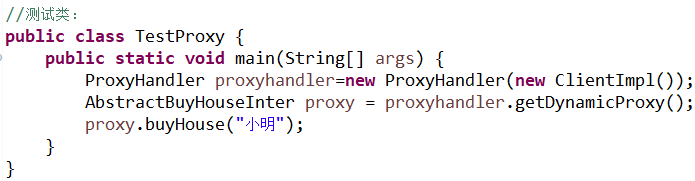 //测试类：
public class TestProxy {
public static void main(String[] args) {
ProxyHandler proxyhandler=new ProxyHandler(new ClientImpl());
AbstractBuyHouseInter proxy = proxyhandler.getDynamicProxy();
proxy.buyHouse("小明");
}
}